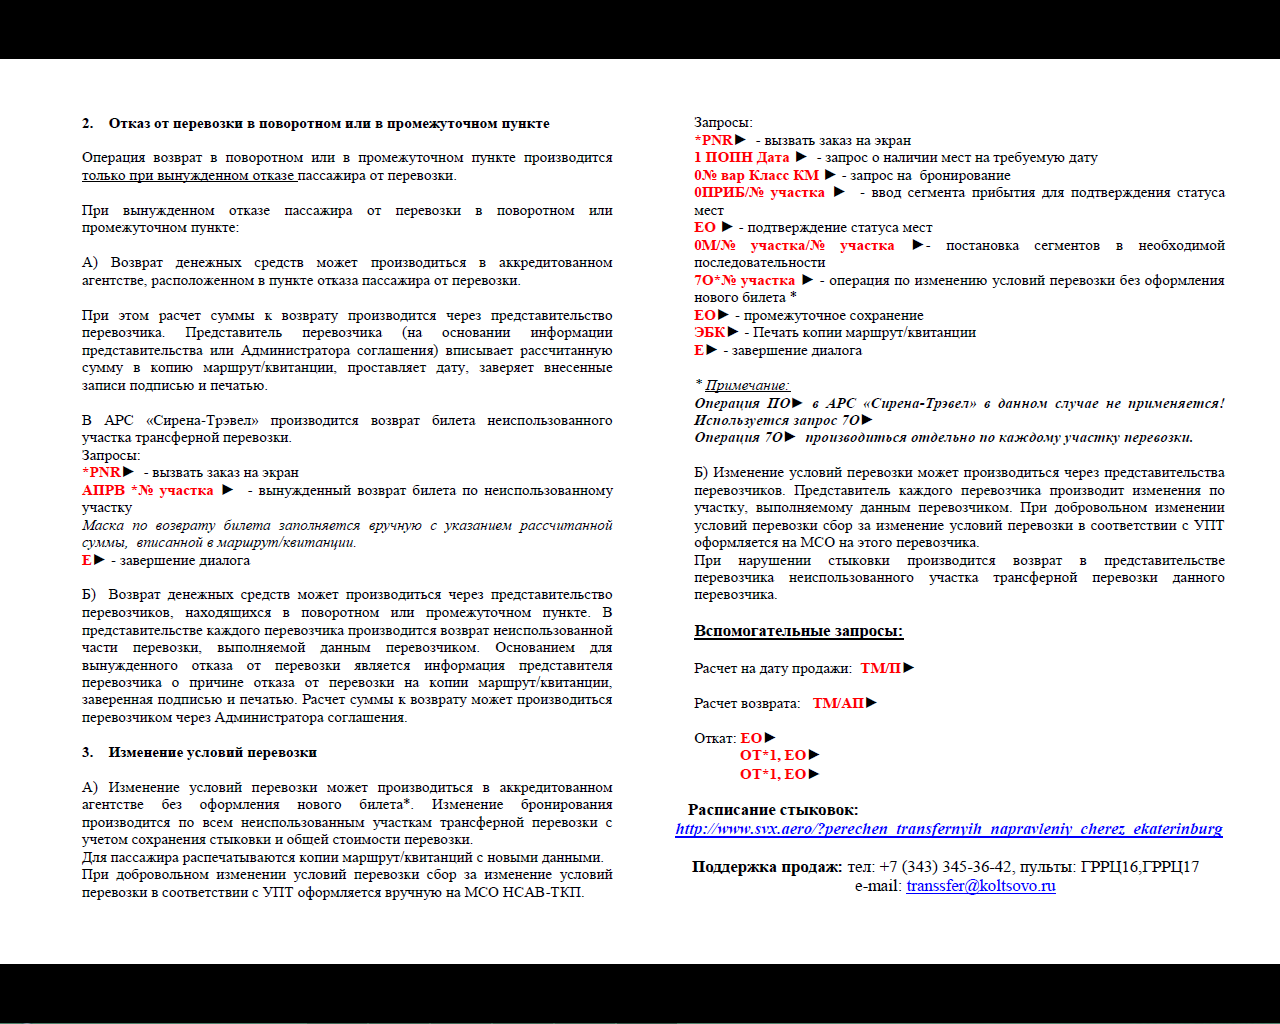 2. Отказ от перевозки в поворотном или в промежуточном пункте
Операция возврат в поворотном или в промежуточном пункте производится
только при вынужденном отказе пассажира от перевозки.
При вынужденном отказе пассажира от перевозки в поворотном или
промежуточном пункте:
А) Возврат денежных средств может производиться в аккредитованном
агентстве, расположенном в пункте отказа пассажира от перевозки.
При этом расчет суммы к возврату производится через представительство
перевозчика. Представитель перевозчика (на основании информации
представительства или Администратора соглашения) вписывает рассчитанную
сумму в копию маршрут/квитанции, проставляет дату, заверяет внесенные
записи подписью и печатью.
В АРС «Сирена-Трэвел» производится возврат билета неиспользованного
участка трансферной перевозки.
Запросы:
*PNR► - вызвать заказ на экран
АПРВ *№ участка ► - вынужденный возврат билета по неиспользованному
участку
Маска по возврату билета заполняется вручную с указанием рассчитанной
суммы, вписанной в маршрут/квитанции.
Е► - завершение диалога
Б) Возврат денежных средств может производиться через представительство
перевозчиков, находящихся в поворотном или промежуточном пункте. В
представительстве каждого перевозчика производится возврат неиспользованной
части перевозки, выполняемой данным перевозчиком. Основанием для
вынужденного отказа от перевозки является информация представителя
перевозчика о причине отказа от перевозки на копии маршрут/квитанции,
заверенная подписью и печатью. Расчет суммы к возврату может производиться
перевозчиком через Администратора соглашения.
3. Изменение условий перевозки
А) Изменение условий перевозки может производиться в аккредитованном
агентстве без оформления нового билета*. Изменение бронирования
производится по всем неиспользованным участкам трансферной перевозки с
учетом сохранения стыковки и общей стоимости перевозки.
Для пассажира распечатываются копии маршрут/квитанций с новыми данными.
При добровольном изменении условий перевозки сбор за изменение условий
перевозки в соответствии с УПТ оформляется вручную на МСО НСАВ-ТКП.
Запросы:
*PNR► - вызвать заказ на экран
1 ПОПН Дата ► - запрос о наличии мест на требуемую дату
0№ вар Класс КМ ► - запрос на бронирование
0ПРИБ/№ участка ► - ввод сегмента прибытия для подтверждения статуса
мест
ЕО ► - подтверждение статуса мест
0М/№ участка/№ участка ►- постановка сегментов в необходимой
последовательности
7О*№ участка ► - операция по изменению условий перевозки без оформления
нового билета *
ЕО► - промежуточное сохранение
ЭБК► - Печать копии маршрут/квитанции
Е► - завершение диалога
* Примечание:
Операция ПО► в АРС «Сирена-Трэвел» в данном случае не применяется!
Используется запрос 7О►
Операция 7О► производиться отдельно по каждому участку перевозки.
Б) Изменение условий перевозки может производиться через представительства
перевозчиков. Представитель каждого перевозчика производит изменения по
участку, выполняемому данным перевозчиком. При добровольном изменении
условий перевозки сбор за изменение условий перевозки в соответствии с УПТ
оформляется на МСО на этого перевозчика.
При нарушении стыковки производится возврат в представительстве
перевозчика неиспользованного участка трансферной перевозки данного
перевозчика.
Вспомогательные запросы:
Расчет на дату продажи: ТМ/П►
Расчет возврата: ТМ/АП►
Откат: ЕО►
ОТ*1, ЕО►
ОТ*1, ЕО►
Расписание стыковок:
http://www.svx.aero/?perechen_transfernyih_napravleniy_cherez_ekaterinburg
Поддержка продаж: тел: +7 (343) 345-36-42, пульты: ГРРЦ16,ГРРЦ17
e-mail: transsfer@koltsovo.ru